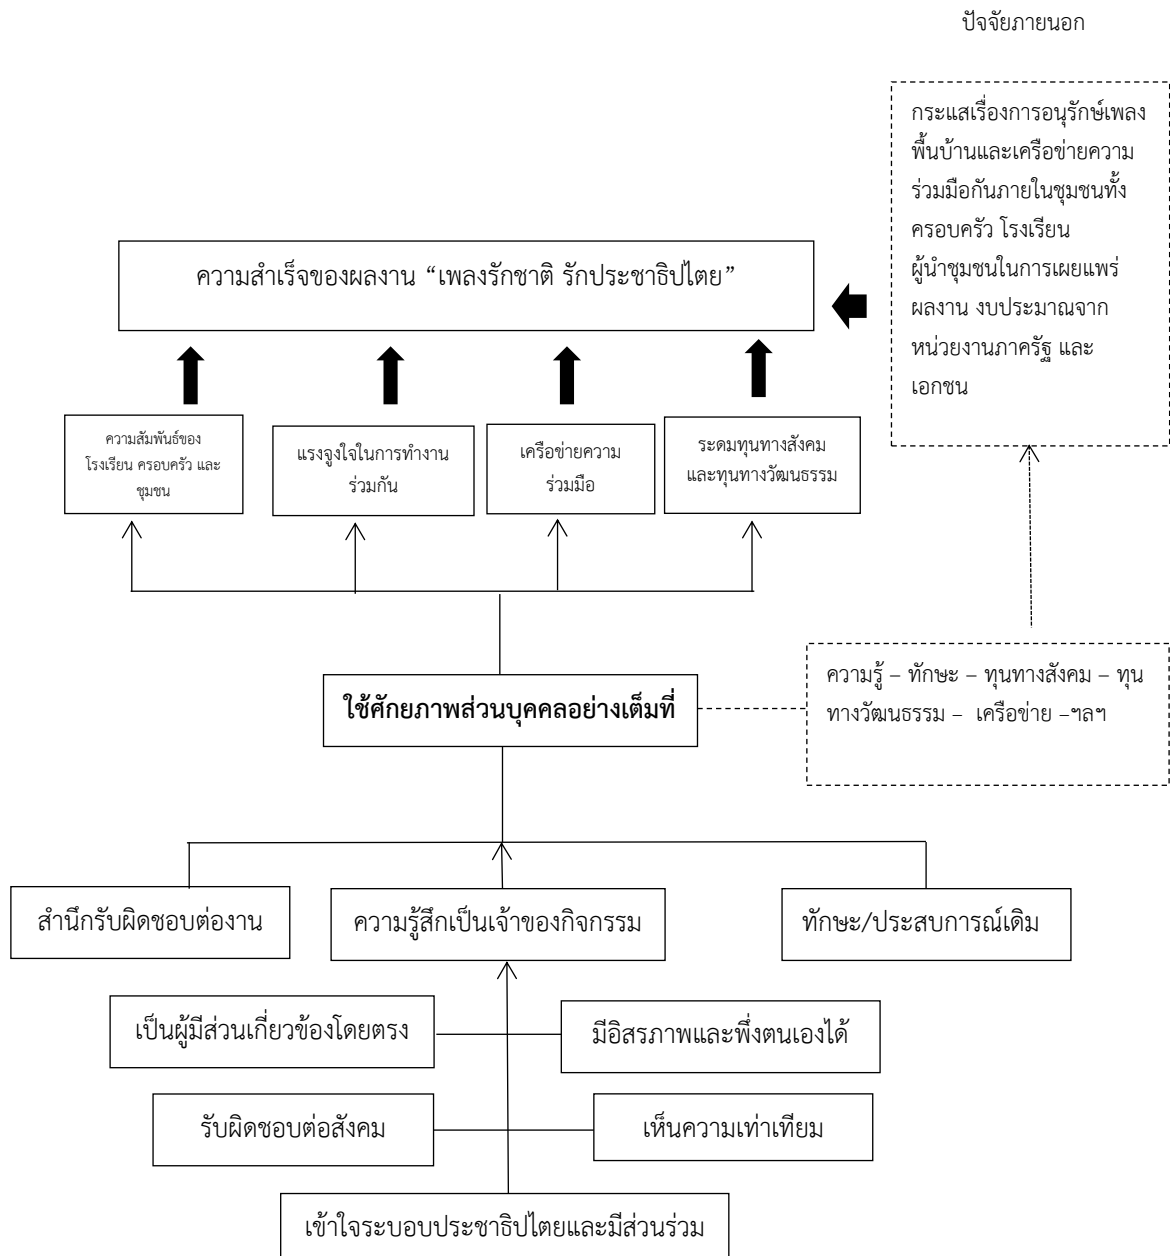 ปัจจัยภายนอก
กระแสเรื่องการอนุรักษ์เพลง
พื้นบ้านและเครือข่ายความ
ร่วมมือกันภายในชุมชนทั้ง
ครอบครัว โรงเรียน
ผู้นำชุมชนในการเผยแพร่
ผลงาน งบประมาณจาก
หน่วยงานภาครัฐ และ
เอกชน
ความสำเร็จของผลงาน “เพลงรักชาติ รักประชาธิปไตย”
ความสัมพันธ์ของ
โรงเรียน ครอบครัว และ
ชุมชน
แรงจูงใจในการทำงาน
ร่วมกัน
เครือข่ายความ
ร่วมมือ
ระดมทุนทางสังคม
และทุนทางวัฒนธรรม
ใช้ศักยภาพส่วนบุคคลอย่างเต็มที่
ความรู้ – ทักษะ – ทุนทางสังคม – ทุน
ทางวัฒนธรรม – เครือข่าย –ฯลฯ
สำนึกรับผิดชอบต่องาน
ความรู้สึกเป็นเจ้าของกิจกรรม
ทักษะ/ประสบการณ์เดิม
เป็นผู้มีส่วนเกี่ยวข้องโดยตรง
มีอิสรภาพและพึ่งตนเองได้
รับผิดชอบต่อสังคม
เห็นความเท่าเทียม
เข้าใจระบอบประชาธิปไตยและมีส่วนร่วม